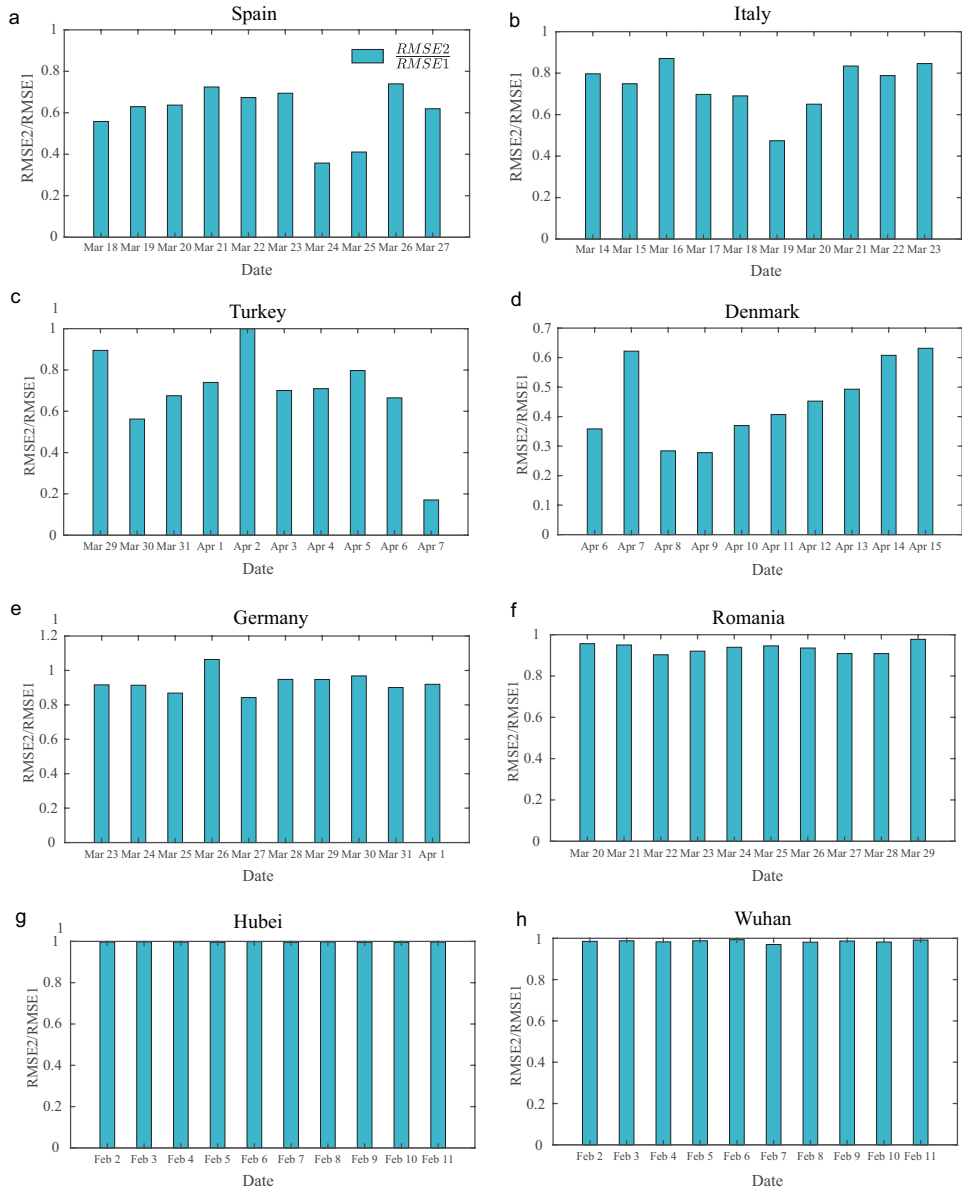 a
Spain
1
0.8
0.6
0.4
0.2
0
RMSE2/RMSE1
RMSE2
RMSE1
Mar 18 Mar 19 Mar 20 Mar 21 Mar 22 Mar 23 Mar 24 Mar 25 Mar 26 Mar 27
Date
b
Italy
1
0.8
0.6
0.4
0.2
0
RMSE2/RMSE1
Mar 14 Mar 15 Mar 16 Mar 17 Mar 18 Mar 19 Mar 20 Mar 21 Mar 22 Mar 23
Date
c
1
Turkey
1
0.8
0.6
0.4
0.2
0
RMSE2/RMSE1
Mar 29 Mar 30 Mar 31 Apr 1 Apr 2 Apr 3 Apr 4 Apr 5 Apr 6 Apr 7
Date
d
Denmark
0.7
0.6
0.5
0.4
0.3
0.2
0.1
0
RMSE2/RMSE1
Apr 6 Apr 7 Apr 8 Apr 9 Apr 10 Apr 11 Apr 12 Apr 13 Apr 14 Apr 15
Date
e
1
Germany
1.2
1
0.8
0.6
0.4
0.2
0
RMSE2/RMSE1
Mar 23 Mar 24 Mar 25 Mar 26 Mar 27 Mar 28 Mar 29 Mar 30 Mar 31 Apr 1
Date
f
Romania
1
0.8
0.6
0.4
0.2
0
RMSE2/RMSE1
Mar 20 Mar 21 Mar 22 Mar 23 Mar 24 Mar 25 Mar 26 Mar 27 Mar 28 Mar 29
Date
g
1
Hubei
1
0.8
0.6
0.4
0.2
0
RMSE2/RMSE1
Feb 2 Feb 3 Feb 4 Feb 5 Feb 6 Feb 7 Feb 8 Feb 9 Feb 10 Feb 11
Date
h
Wuhan
1
0.8
0.6
0.4
0.2
0
RMSE2/RMSE1
Feb 2 Feb 3 Feb 4 Feb 5 Feb 6 Feb 7 Feb 8 Feb 9 Feb 10 Feb 11
Date